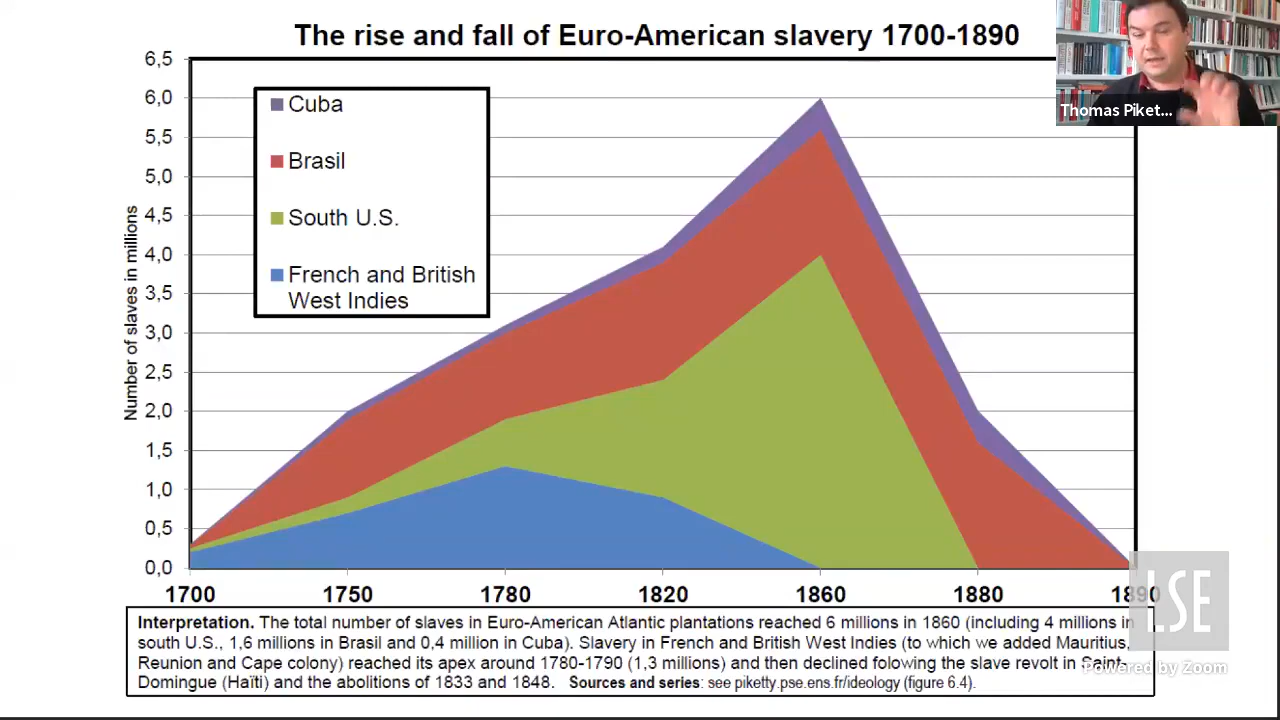 The rise and fall of Euro-American slavery 1700-1890
Thomas Piket...
Number of slaves in millions
6,5
6,0
5,5
5,0
4,5
4,0
3,5
3,0
2,5
2,0
1,5
1,0
0,5
0,0
Cuba
Brasil
South U.S.
French and British
West Indies
1700 1750 1780 1820 1860 1880 1890
Interpretation. The total number of slaves in Euro-American Atlantic plantations reached 6 millions in 1860 (including 4 millions in
south U.S., 1,6 millions in Brasil and 0,4 million in Cuba). Slavery in French and British West Indies (to which we added Mauritius,
Reunion and Cape colony) reached its apex around 1780-1790 (1,3 millions) and then declined folowing the slave revolt in Saint-
Domingue (Haïti) and the abolitions of 1833 and 1848. Sources and series: see piketty.pse.ens.fr/ideology (figure 6.4).
LSE
Powered by Zoom